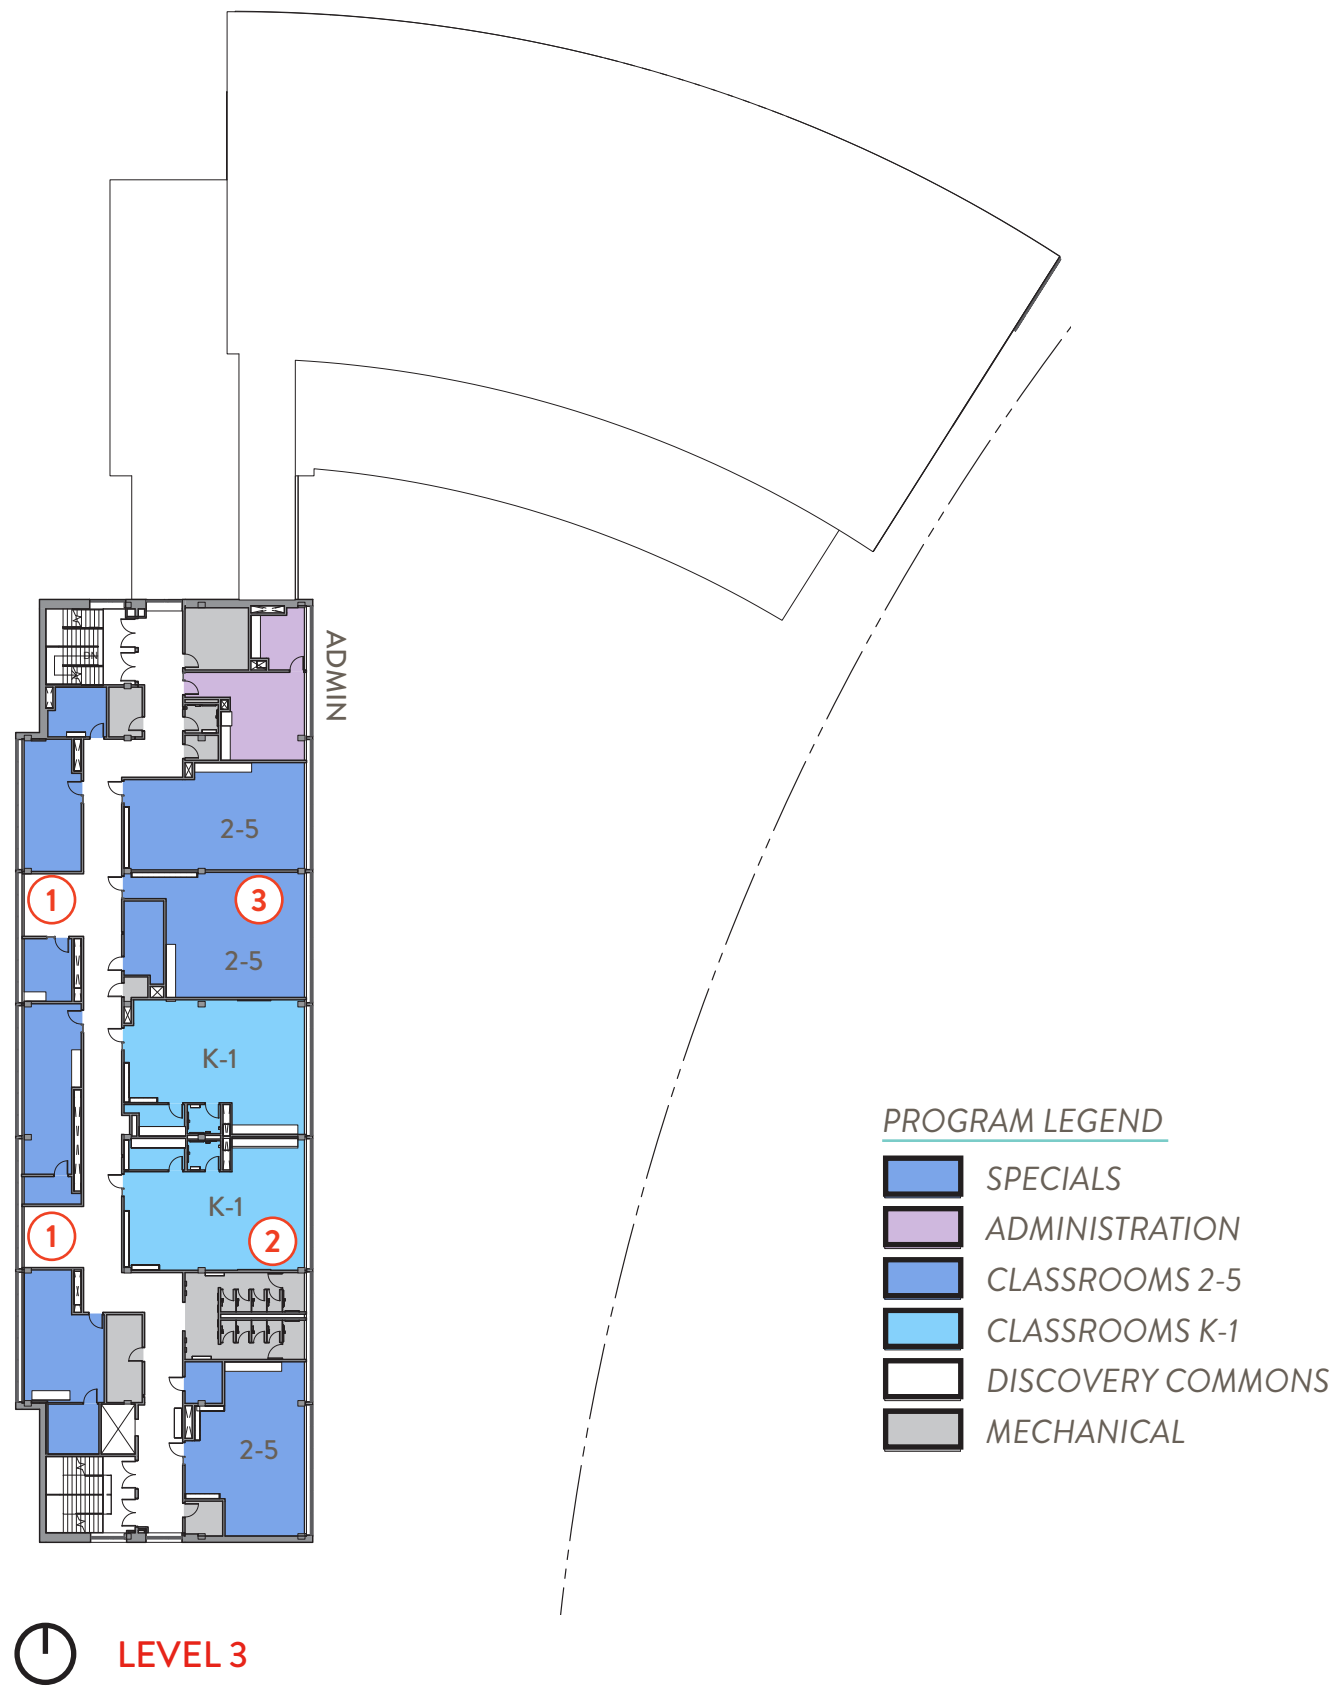 ADMIN
DN
2-5
1
3
2-5
K-1
K-1
1
2
2-5
PROGRAM LEGEND
SPECIALS
ADMINISTRATION
CLASSROOMS 2-5
CLASSROOMS K-1
DISCOVERY COMMONS
MECHANICAL
LEVEL 3